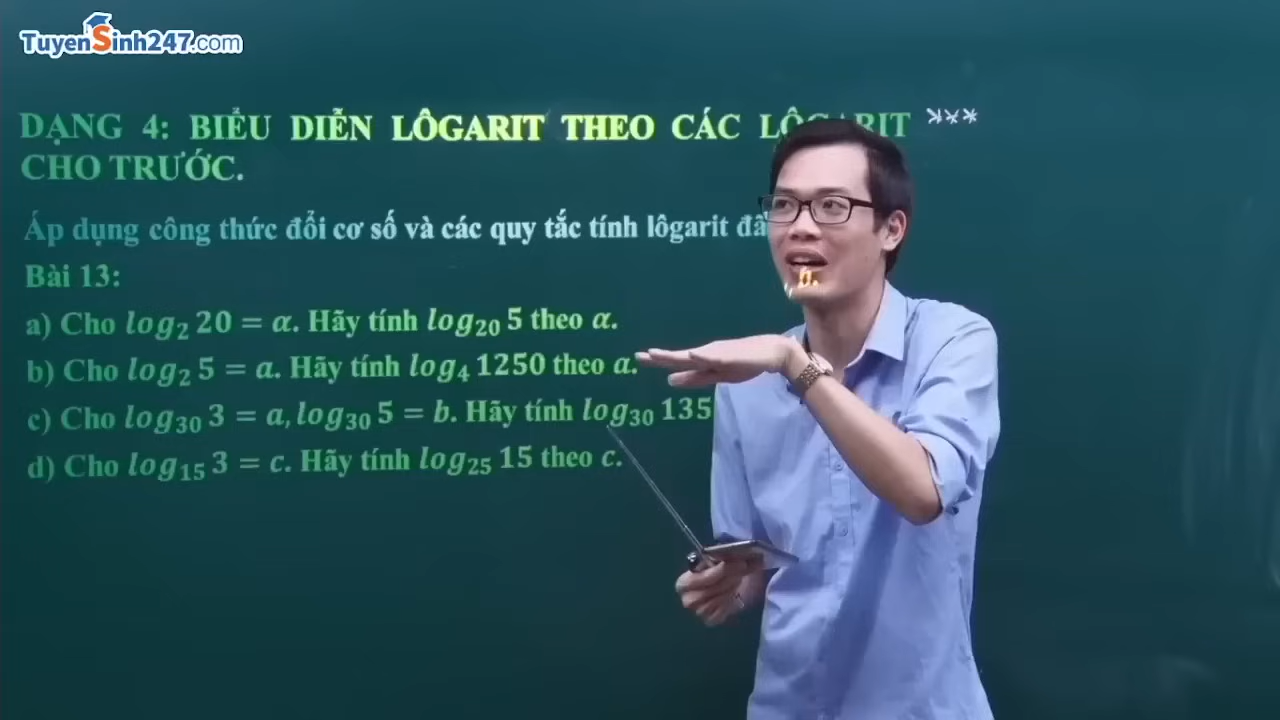 TuyenSinh247.com
DẠNG 4: BIỂU DIỄN LÔGARIT THEO CÁC LÔGARIT ***
CHO TRƯỚC.
Áp dụng công thức đổi cơ số và các quy tắc tính lôgarit
Bài 13:
a) Cho log₂ 20 = α. Hãy tính log₂₀ 5 theo α.
b) Cho log₂ 5 = a. Hãy tính log₄ 1250 theo a.
c) Cho log₃₀ 3 = a, log₃₀ 5 = b. Hãy tính log₃₀ 135
d) Cho log₁₅ 3 = c. Hãy tính log₂₅ 15 theo c.